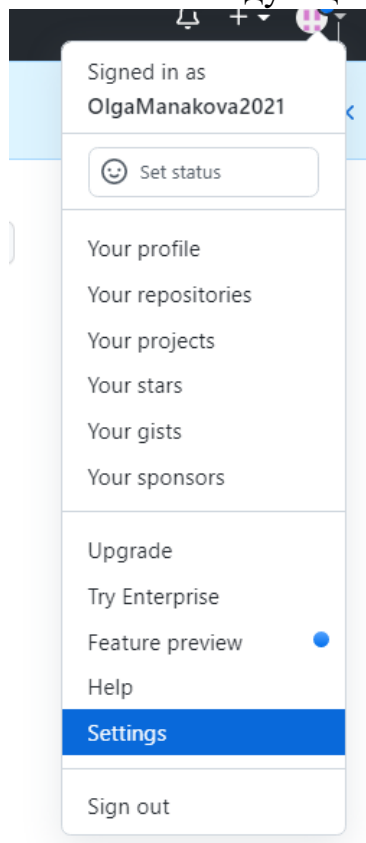 Signed in as
OlgaManakova2021
Set status
Your profile
Your repositories
Your projects
Your stars
Your gists
Your sponsors
Upgrade
Try Enterprise
Feature preview
Help
Settings
Sign out